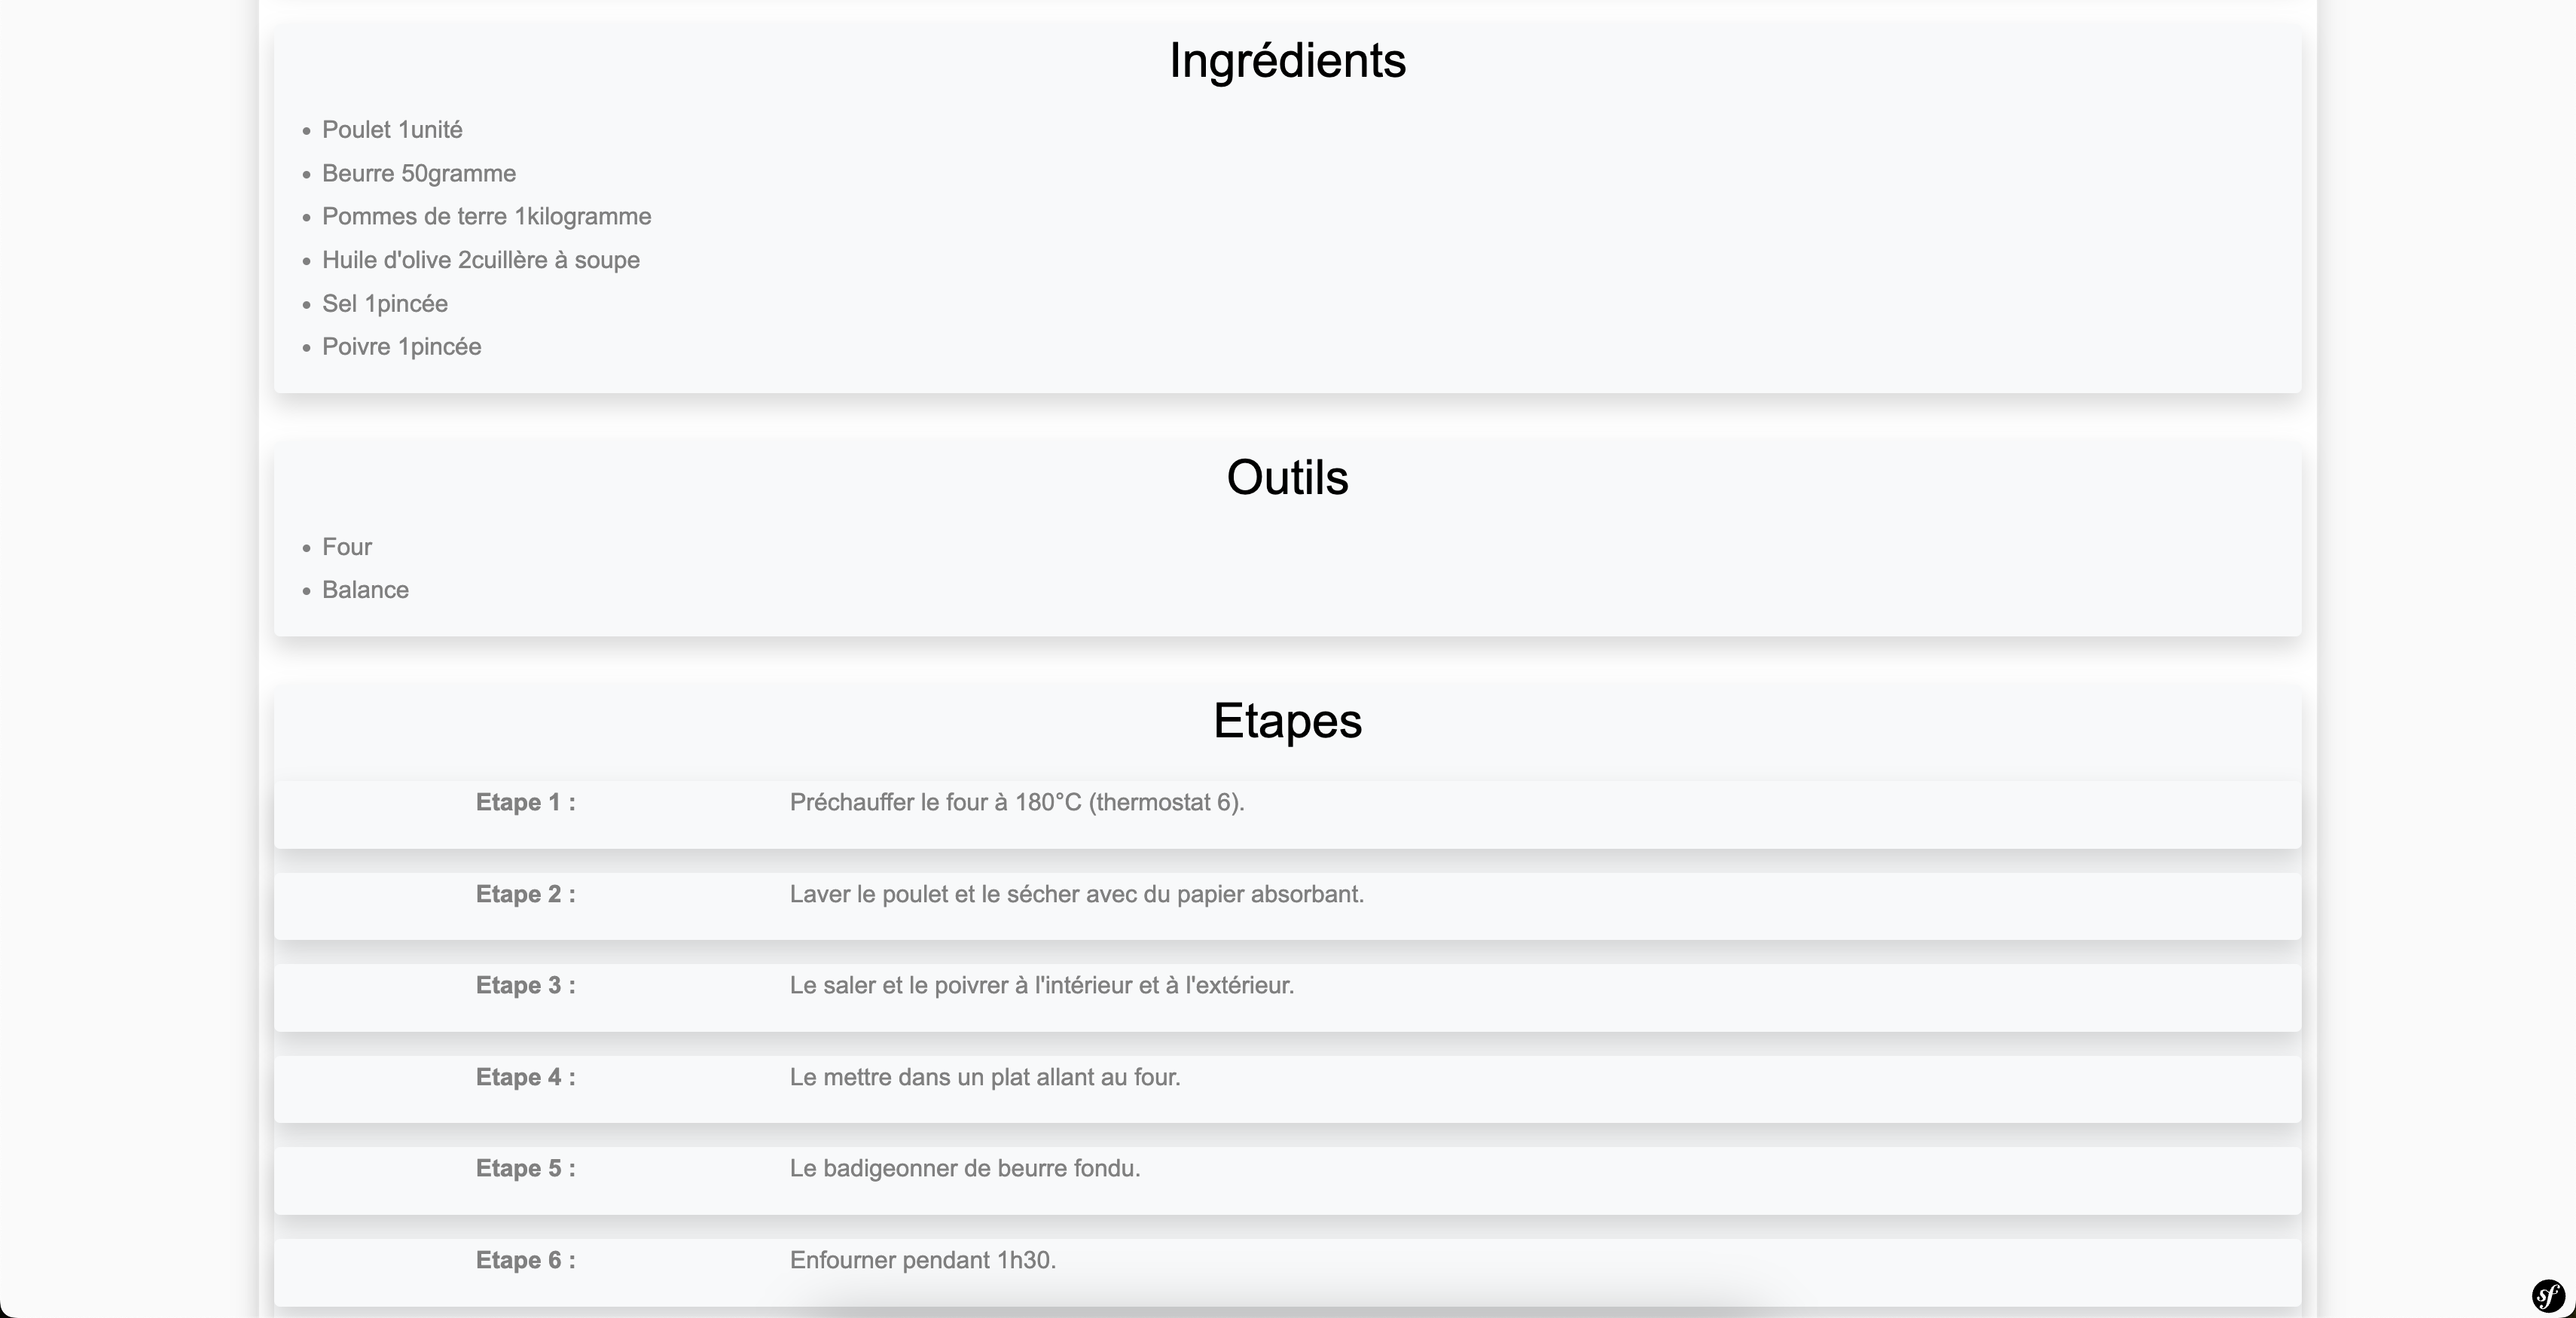 Ingrédients
Poulet 1unité
Beurre 50gramme
Pommes de terre 1kilogramme
Huile d'olive 2cuillère à soupe
Sel 1pincée
Poivre 1pincée
Outils
Four
Balance
Etapes
Etape 1 : Préchauffer le four à 180°C (thermostat 6).
Etape 2 : Laver le poulet et le sécher avec du papier absorbant.
Etape 3 : Le saler et le poivrer à l'intérieur et à l'extérieur.
Etape 4 : Le mettre dans un plat allant au four.
Etape 5 : Le badigeonner de beurre fondu.
Etape 6 : Enfourner pendant 1h30.
sf